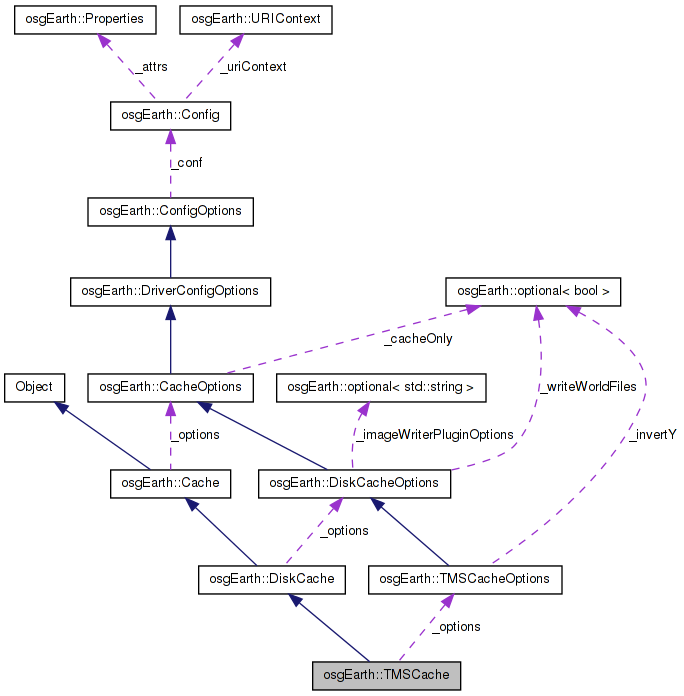 osgEarth::Properties
osgEarth::URIContext
_attrs
_uriContext
osgEarth::Config
_conf
osgEarth::ConfigOptions
osgEarth::DriverConfigOptions
osgEarth::optional< bool >
_cacheOnly
Object
osgEarth::CacheOptions
osgEarth::optional< std::string >
_writeWorldFiles
_options
_imageWriterPluginOptions
_invertY
osgEarth::Cache
osgEarth::DiskCacheOptions
_options
osgEarth::DiskCache
osgEarth::TMSCacheOptions
_options
osgEarth::TMSCache